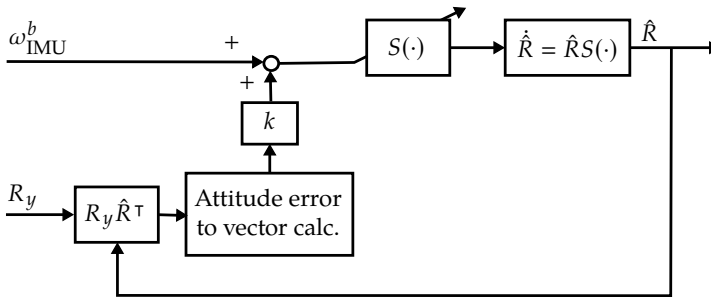 ω^b_IMU
+
+
S(·)
\dot{\hat{R}} = \hat{R}S(·)
\hat{R}
k
R_y
R_y\hat{R}^⊤
Attitude error
to vector calc.